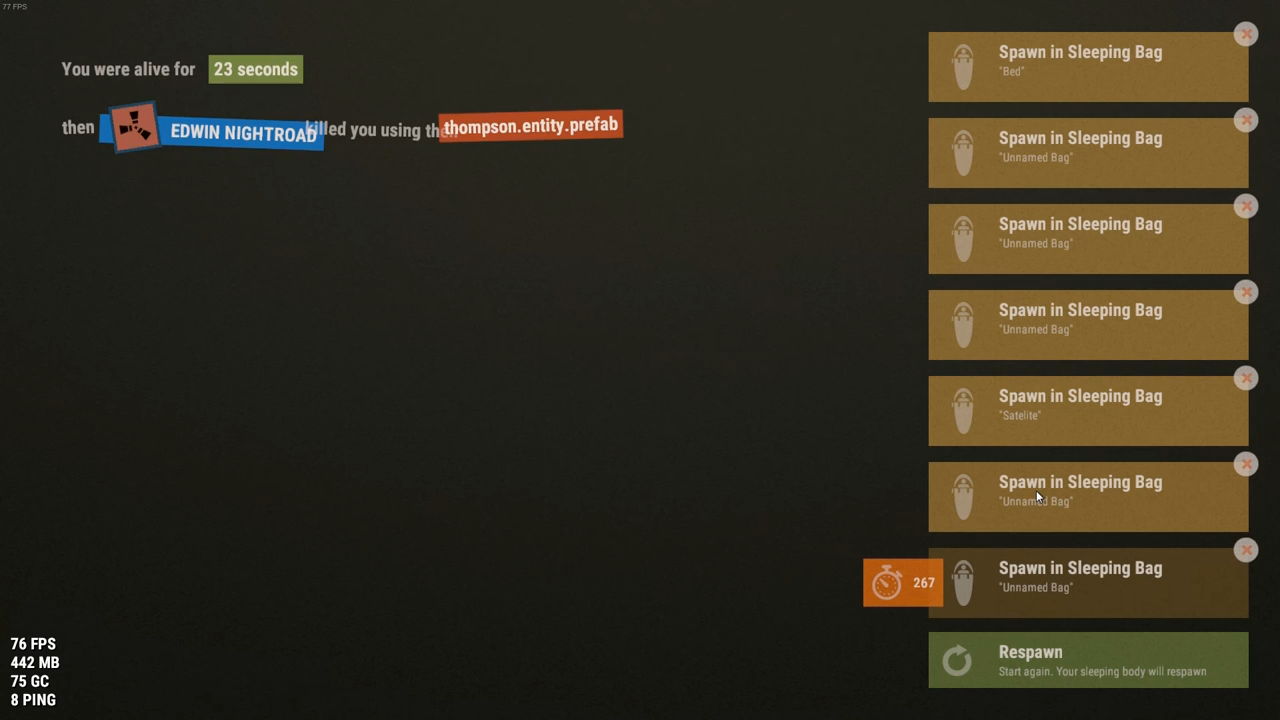 77 FPS
You were alive for 23 seconds
then EDWIN NIGHTROAD killed you using their thompson.entity.prefab
Spawn in Sleeping Bag
"Bed"
Spawn in Sleeping Bag
"Unnamed Bag"
Spawn in Sleeping Bag
"Unnamed Bag"
Spawn in Sleeping Bag
"Unnamed Bag"
Spawn in Sleeping Bag
"Satelite"
Spawn in Sleeping Bag
"Unnamed Bag"
267
Spawn in Sleeping Bag
"Unnamed Bag"
Respawn
Start again. Your sleeping body will respawn
76 FPS
442 MB
75 GC
8 PING